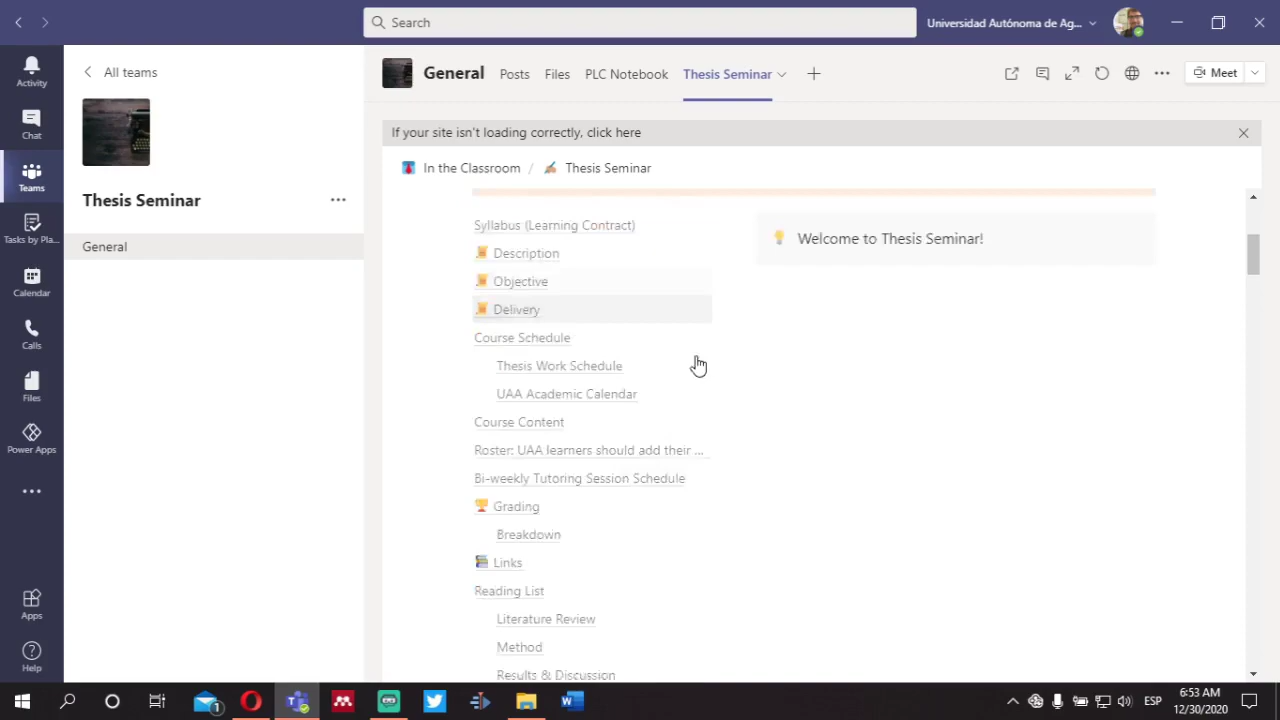 Search
Universidad Autónoma de Ag...
Activity
Chat
Teams
Tasks by Pla...
Calendar
Calls
Files
Power Apps
Apps
Help
All teams
Thesis Seminar
General
General
Posts
Files
PLC Notebook
Thesis Seminar
Meet
If your site isn't loading correctly, click here
In the Classroom / Thesis Seminar
Syllabus (Learning Contract)
Description
Objective
Delivery
Course Schedule
Thesis Work Schedule
UAA Academic Calendar
Course Content
Roster: UAA learners should add their ...
Bi-weekly Tutoring Session Schedule
Grading
Breakdown
Links
Reading List
Literature Review
Method
Results & Discussion
Welcome to Thesis Seminar!
1
ESP
6:53 AM
12/30/2020